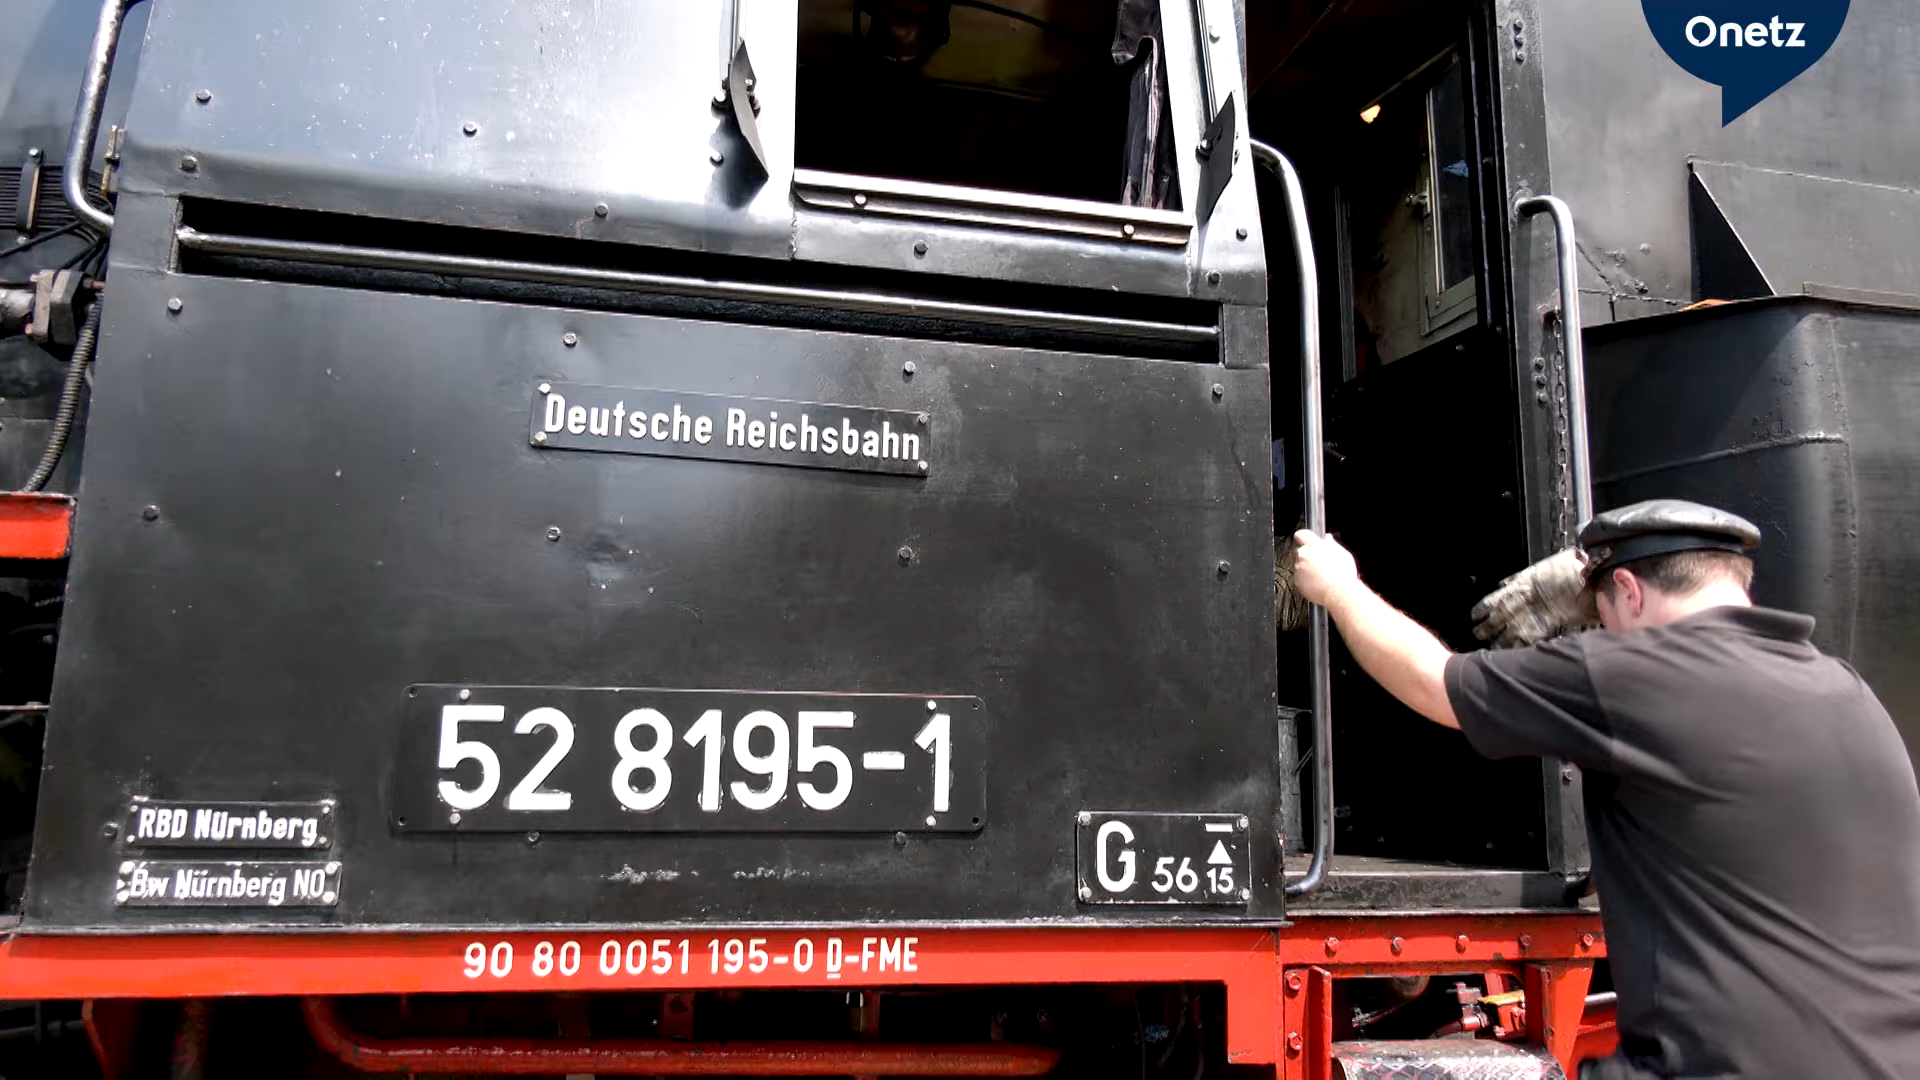 Onetz
Deutsche Reichsbahn
52 8195-1
RBD Nürnberg
Bw Nürnberg NO
G 56 15
90 80 0051 195-0 D-FME